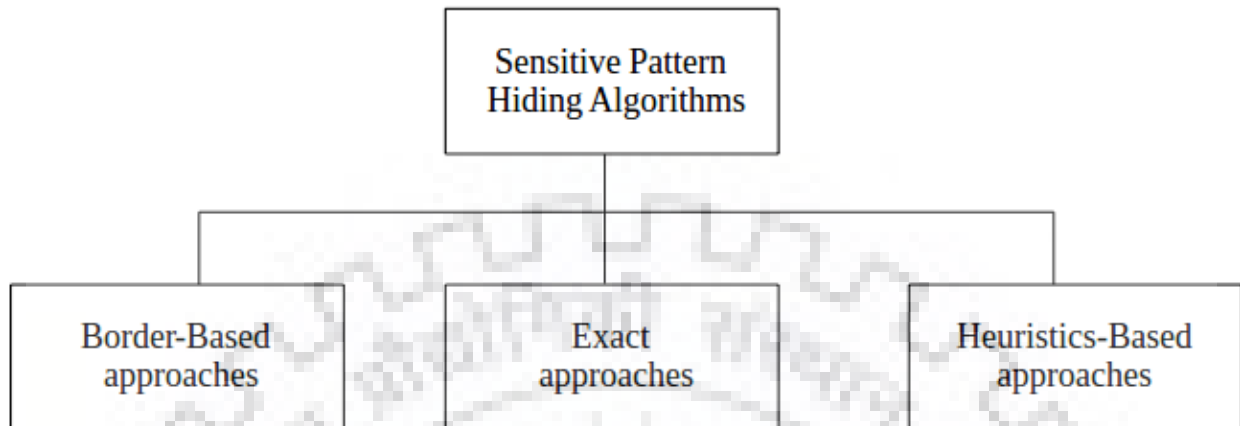 Sensitive Pattern
Hiding Algorithms
Border-Based
approaches
Exact
approaches
Heuristics-Based
approaches